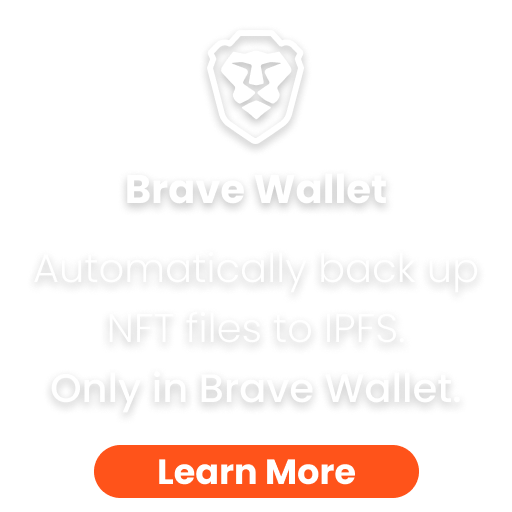 Brave Wallet
Automatically back up
NFT files to IPFS.
Only in Brave Wallet.
Learn More